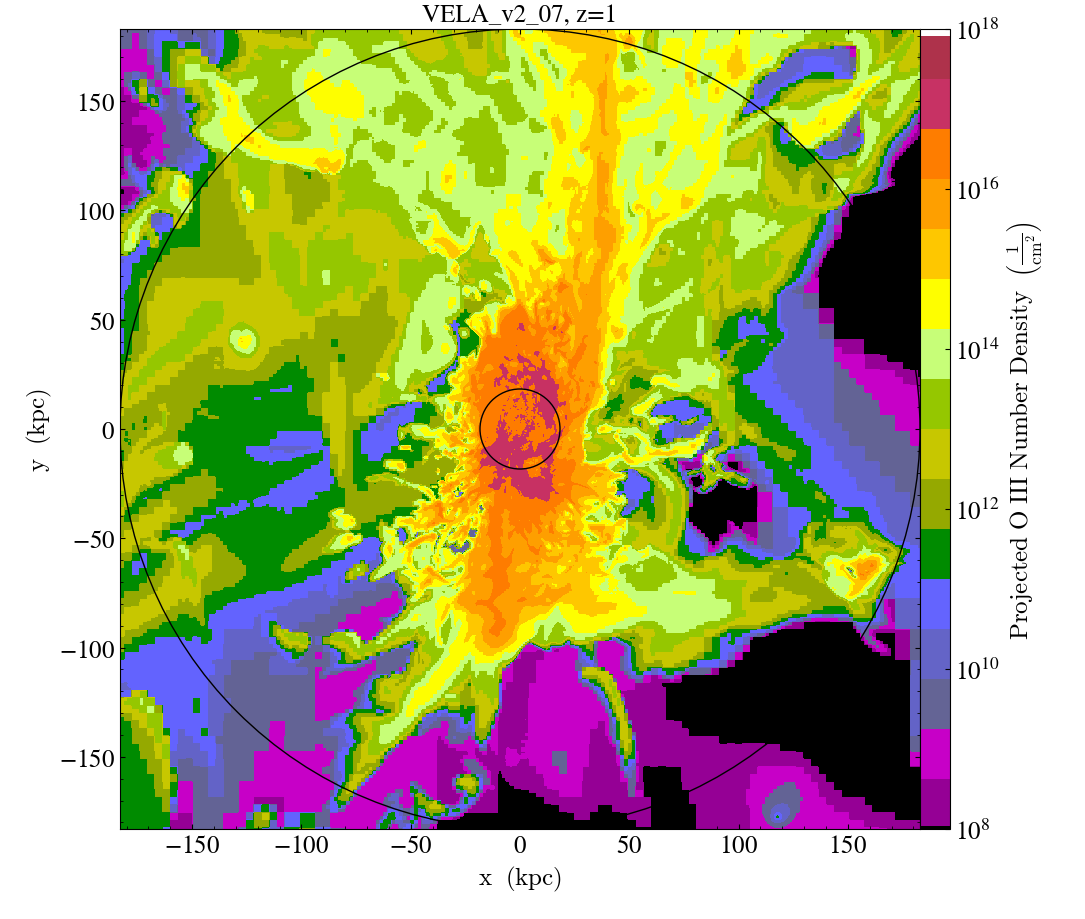 VELA_v2_07, z=1
150
100
50
0
−50
−100
−150
y (kpc)
−150 −100 −50 0 50 100 150
x (kpc)
10^18
10^16
10^14
10^12
10^10
10^8
Projected O III Number Density (1/cm^2)